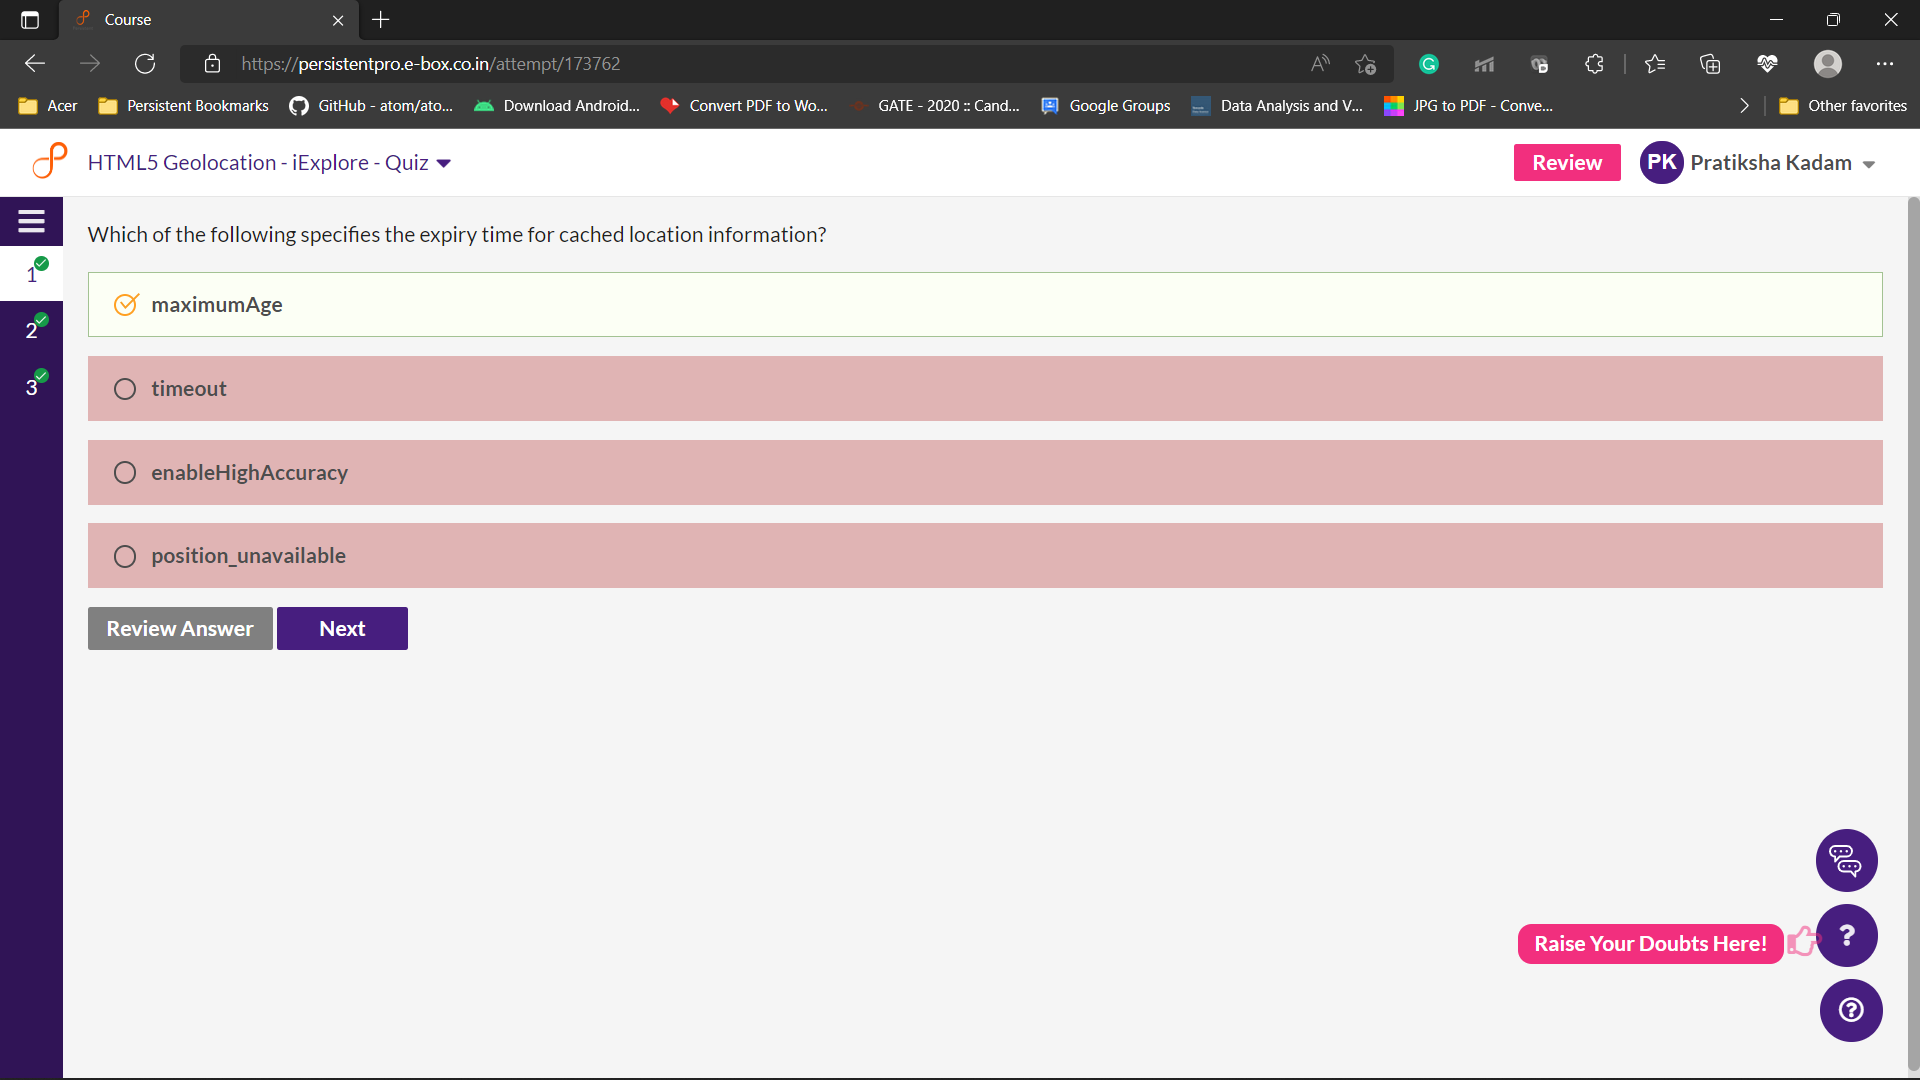 Course
https://persistentpro.e-box.co.in/attempt/173762
Acer
Persistent Bookmarks
GitHub - atom/ato...
Download Android...
Convert PDF to Wo...
GATE - 2020 :: Cand...
Google Groups
Data Analysis and V...
JPG to PDF - Conve...
Other favorites
HTML5 Geolocation - iExplore - Quiz
Review
PK
Pratiksha Kadam
1
2
3
Which of the following specifies the expiry time for cached location information?
maximumAge
timeout
enableHighAccuracy
position_unavailable
Review Answer
Next
Raise Your Doubts Here!
?
?